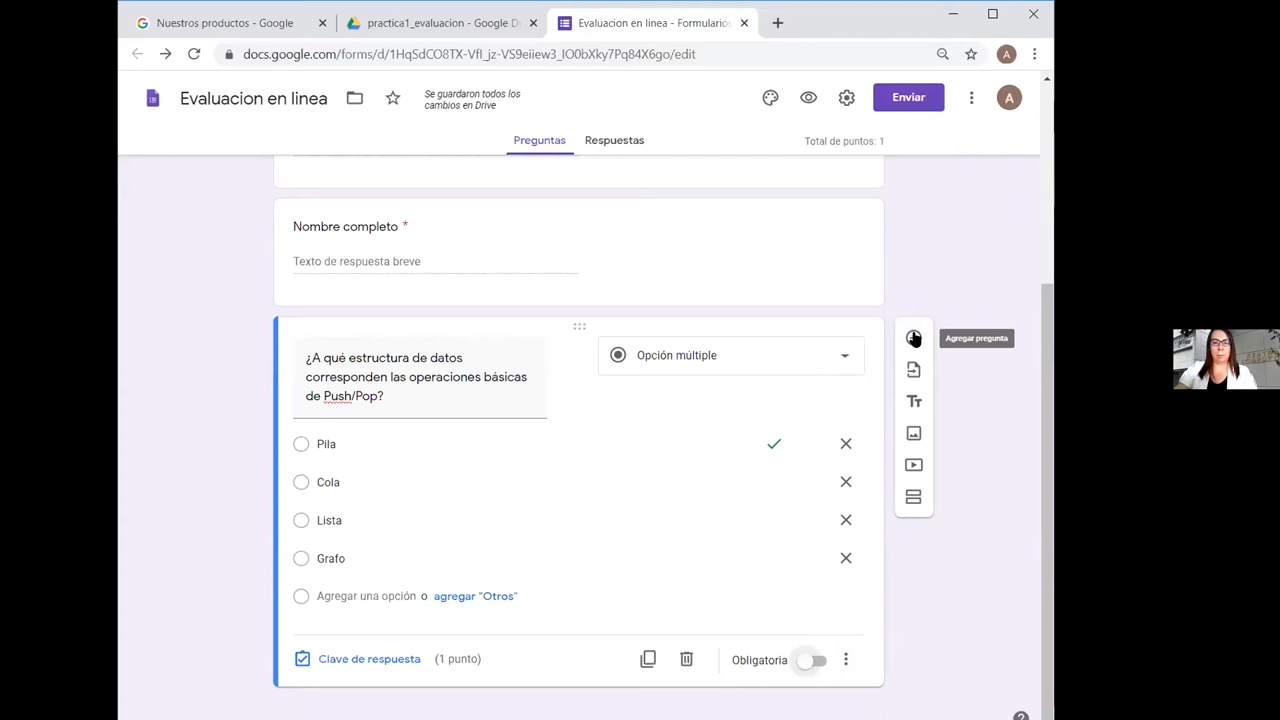 Nuestros productos - Google
practica1_evaluacion - Google D
Evaluacion en linea - Formularios
docs.google.com/forms/d/1HqSdCO8TX-VfI_jz-VS9eiiew3_IO0bXky7Pq84X6go/edit
A
Evaluacion en linea
Se guardaron todos los
cambios en Drive
Enviar
A
Preguntas
Respuestas
Total de puntos: 1
Nombre completo *
Texto de respuesta breve
¿A qué estructura de datos
corresponden las operaciones básicas
de Push/Pop?
Opción múltiple
Agregar pregunta
Tт
Pila
Cola
Lista
Grafo
Agregar una opción o agregar "Otros"
Clave de respuesta (1 punto)
Obligatoria